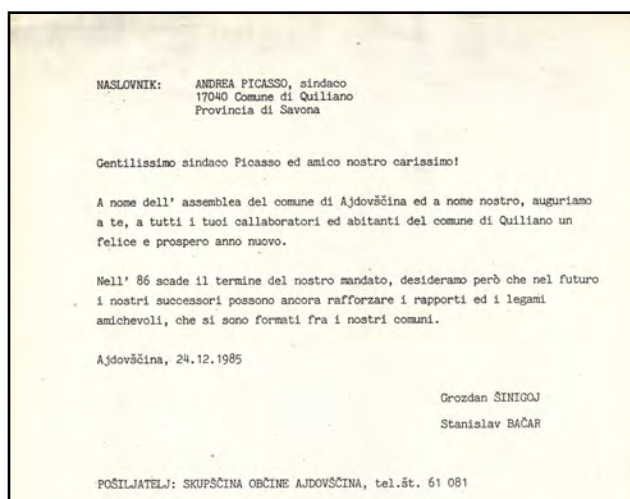 NASLOVNIK: ANDREA PICASSO, sindaco
17040 Comune di Quiliano
Provincia di Savona
Gentilissimo sindaco Picasso ed amico nostro carissimo!
A nome dell' assemblea del comune di Ajdovščina ed a nome nostro, auguriamo
a te, a tutti i tuoi callaboratori ed abitanti del comune di Quiliano un
felice e prospero anno nuovo.
Nell' 86 scade il termine del nostro mandato, desideramo però che nel futuro
i nostri successori possono ancora rafforzare i rapporti ed i legami
amichevoli, che si sono formati fra i nostri comuni.
Ajdovščina, 24.12.1985
Grozdan ŠINIGOJ
Stanislav BAČAR
POŠILJATELJ: SKUPŠČINA OBČINE AJDOVŠČINA, tel.št. 61 081